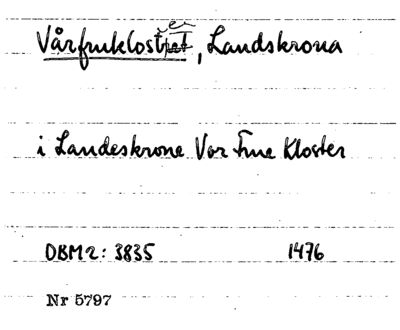 Vårfrukloster, Landskrona
i Landeskrone Vor Frue Kloster
DBM2: 3835 1476
Nr 5797